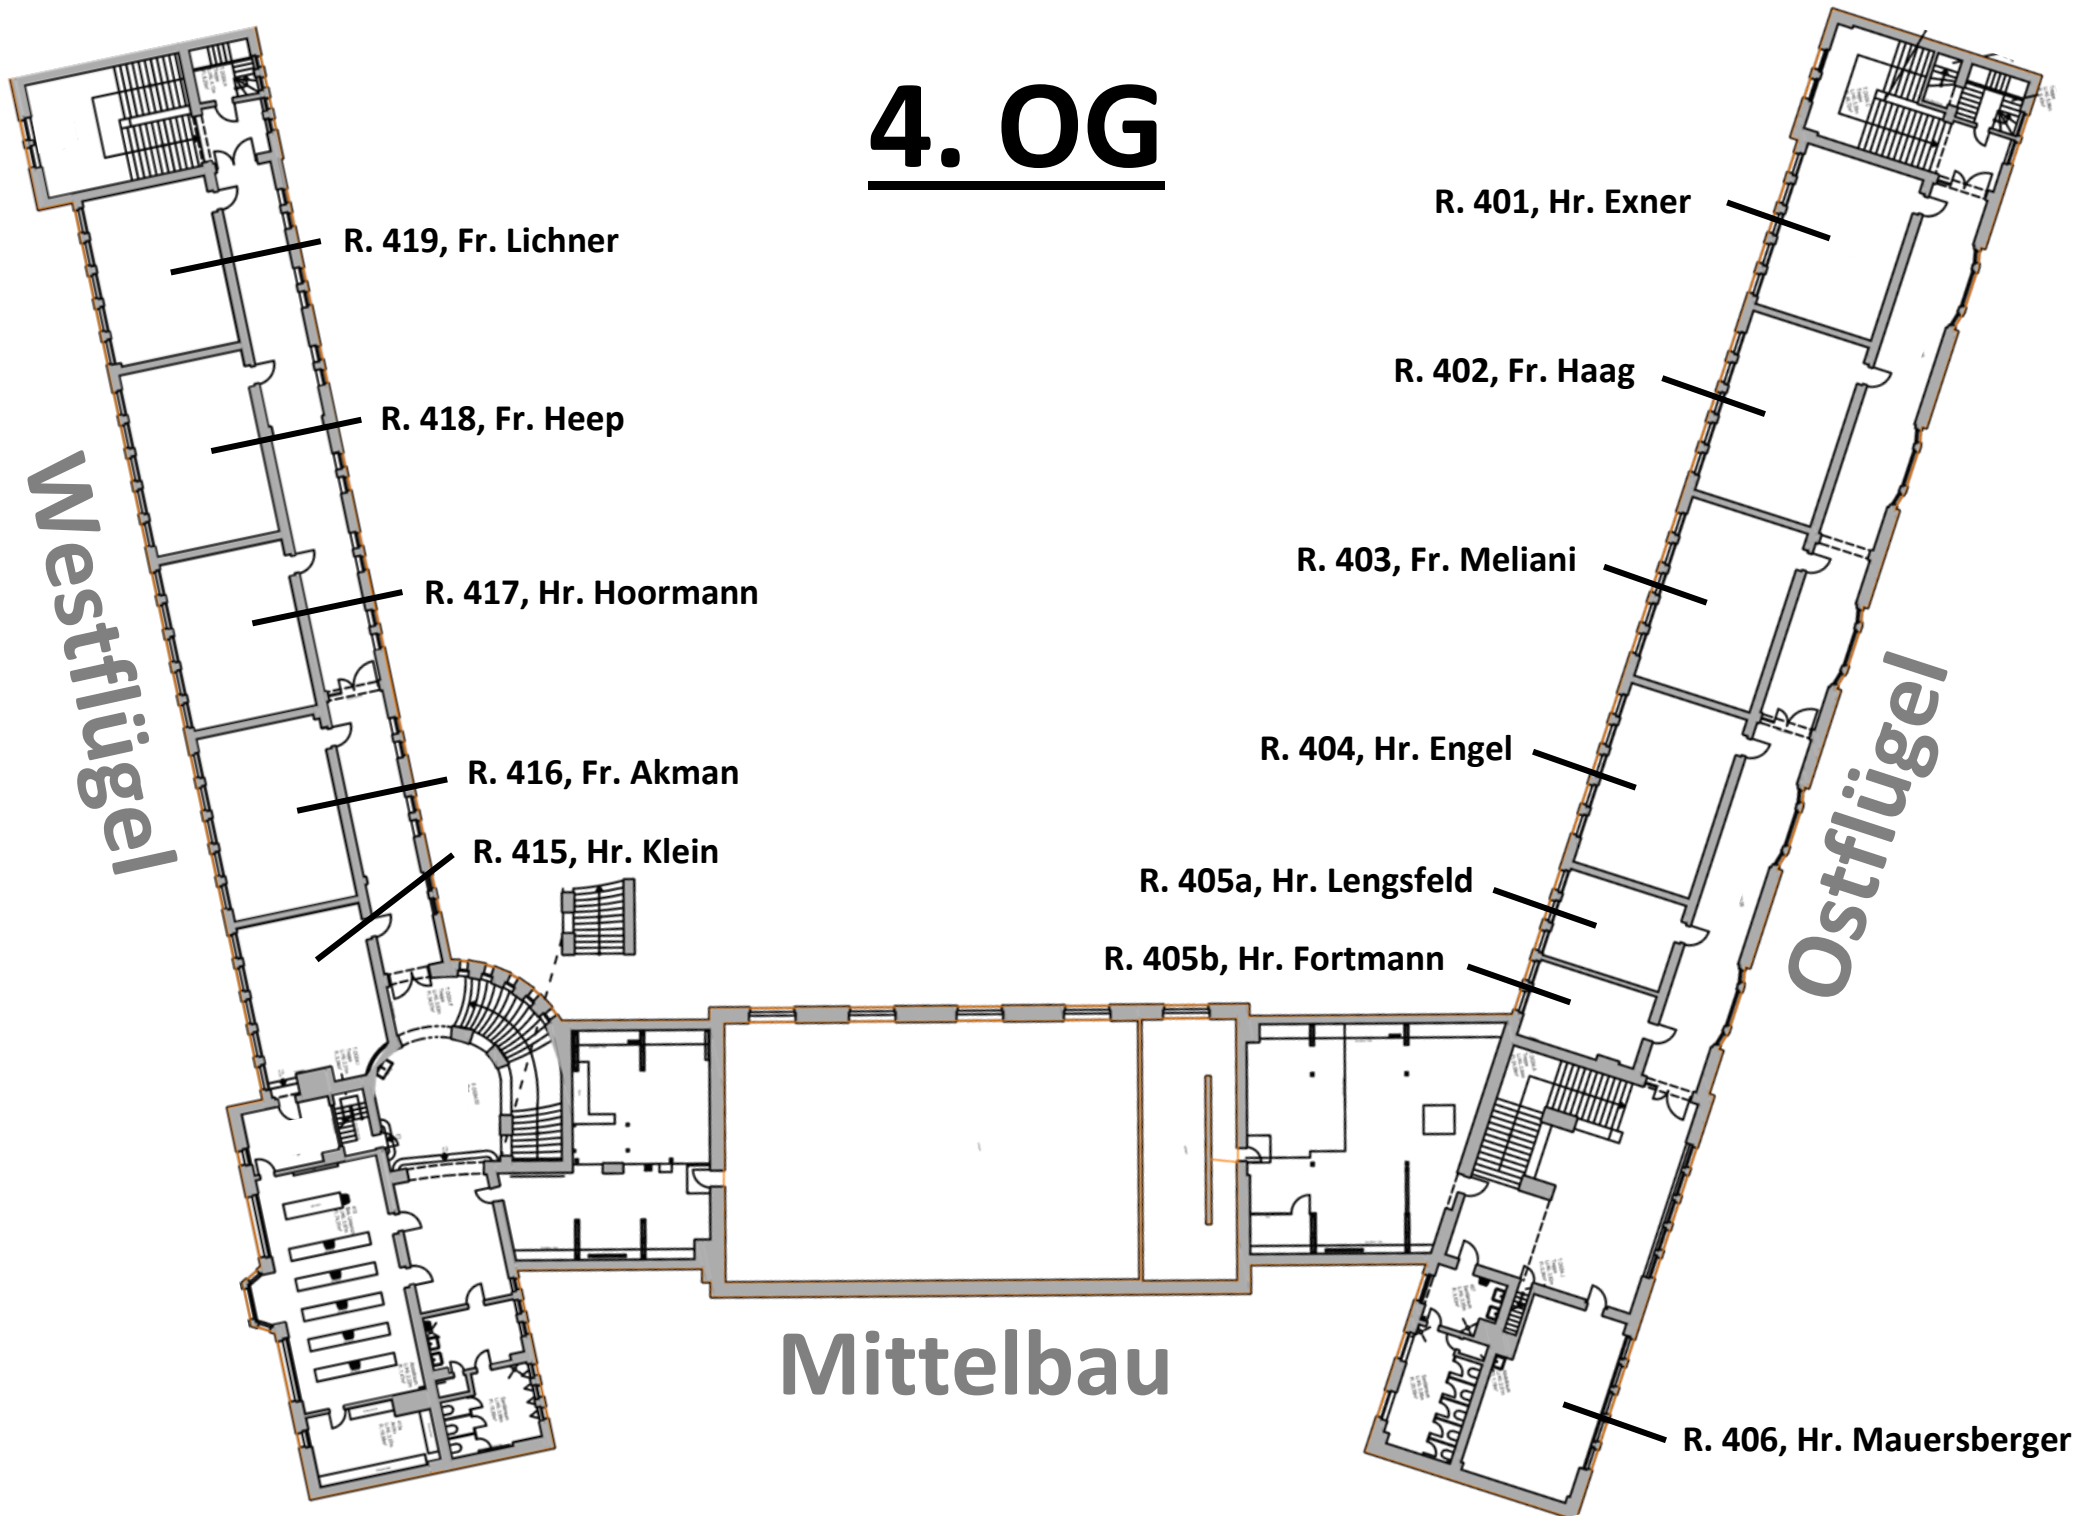 4. OG
R. 401, Hr. Exner
R. 419, Fr. Lichner
R. 402, Fr. Haag
R. 418, Fr. Heep
R. 403, Fr. Meliani
R. 417, Hr. Hoormann
Westflügel
R. 404, Hr. Engel
R. 416, Fr. Akman
Ostflügel
R. 415, Hr. Klein
R. 405a, Hr. Lengsfeld
R. 405b, Hr. Fortmann
Mittelbau
R. 406, Hr. Mauersberger